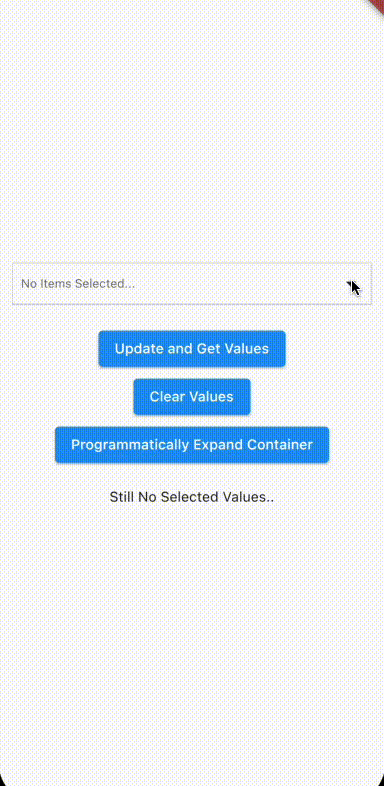 No Items Selected...
Update and Get Values
Clear Values
Programmatically Expand Container
Still No Selected Values..